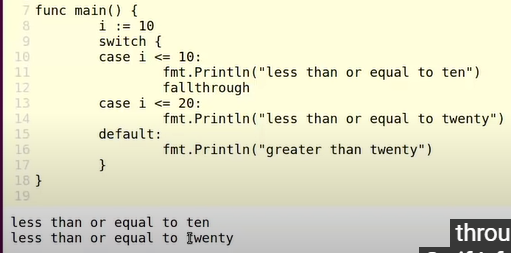 7 func main() {
8 i := 10
9 switch {
10 case i <= 10:
11 fmt.Println("less than or equal to ten")
12 fallthrough
13 case i <= 20:
14 fmt.Println("less than or equal to twenty")
15 default:
16 fmt.Println("greater than twenty")
17 }
18 }
19
less than or equal to ten
less than or equal to twenty
throu